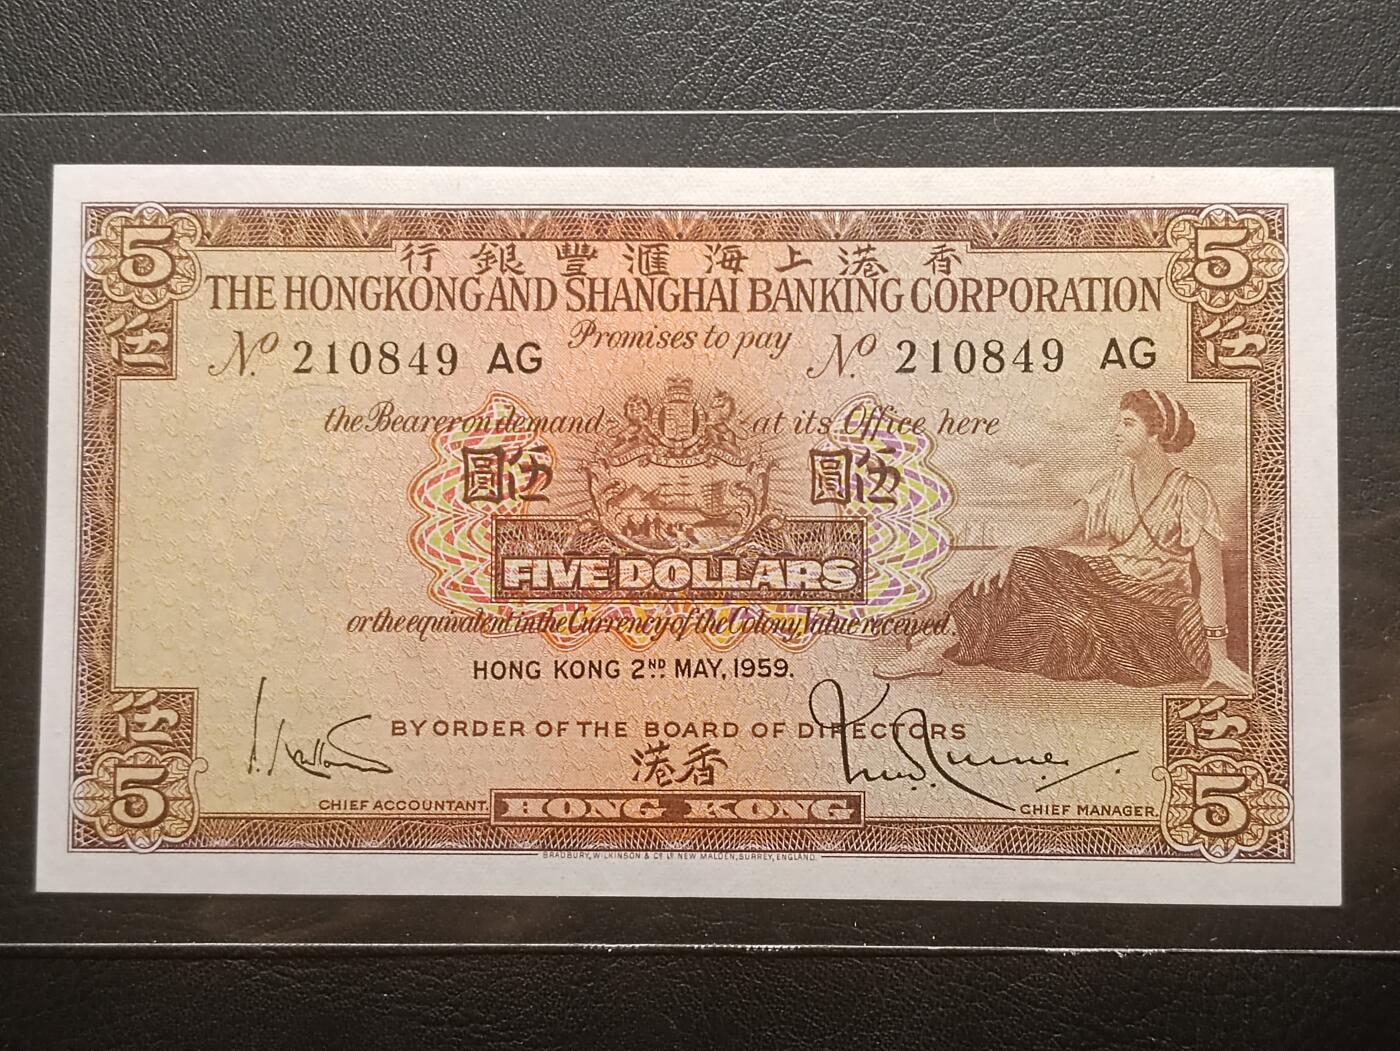 5 5
行銀豐滙海上港香
THE HONGKONG AND SHANGHAI BANKING CORPORATION
伍 伍
Promises to pay
No. 210849 AG No. 210849 AG
the Bearer on demand at its Office here
圓伍 圓伍
FIVE DOLLARS
or the equivalent in the Currency of the Colony, Value received.
HONG KONG 2ND MAY, 1959.
伍 伍
BY ORDER OF THE BOARD OF DIRECTORS
港香
5 5
CHIEF ACCOUNTANT. HONG KONG CHIEF MANAGER.
BRADBURY, WILKINSON & Co. Ld. NEW MALDEN, SURREY, ENGLAND.